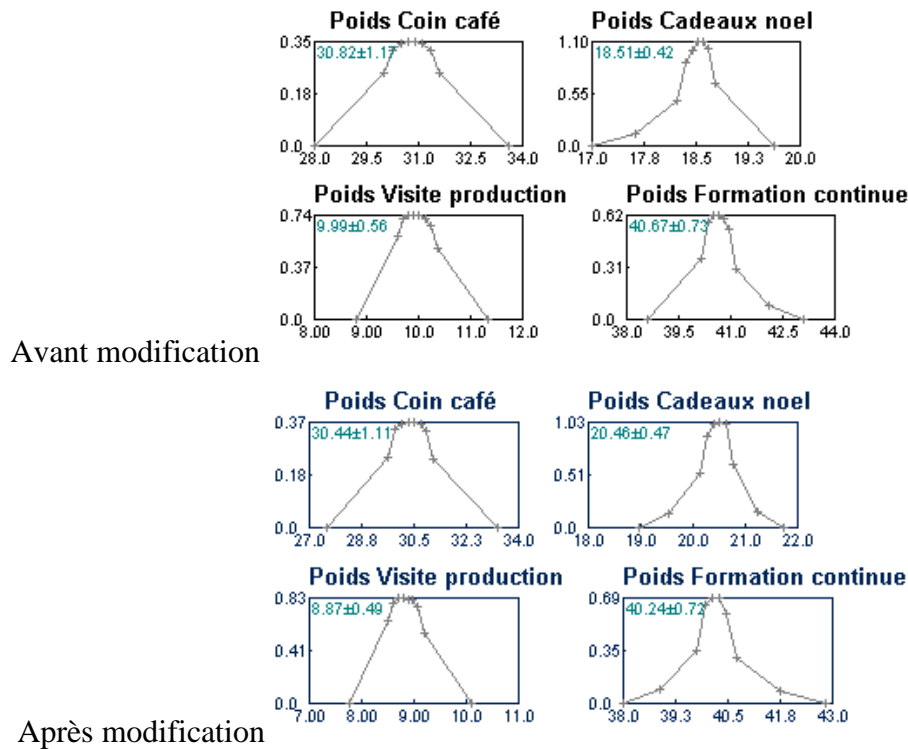 Poids Coin café
0.35
30.82±1.17
0.18
0.0
28.0 29.5 31.0 32.5 34.0
Poids Cadeaux noel
1.10
18.51±0.42
0.55
0.0
17.0 17.8 18.5 19.3 20.0
Poids Visite production
0.74
9.99±0.56
0.37
0.0
8.00 9.00 10.0 11.0 12.0
Poids Formation continue
0.62
40.67±0.73
0.31
0.0
38.0 39.5 41.0 42.5 44.0
Avant modification
Poids Coin café
0.37
30.44±1.11
0.18
0.0
27.0 28.8 30.5 32.3 34.0
Poids Cadeaux noel
1.03
20.46±0.47
0.51
0.0
18.0 19.0 20.0 21.0 22.0
Poids Visite production
0.83
8.87±0.49
0.41
0.0
7.00 8.00 9.00 10.0 11.0
Poids Formation continue
0.69
40.24±0.72
0.35
0.0
38.0 39.3 40.5 41.8 43.0
Après modification